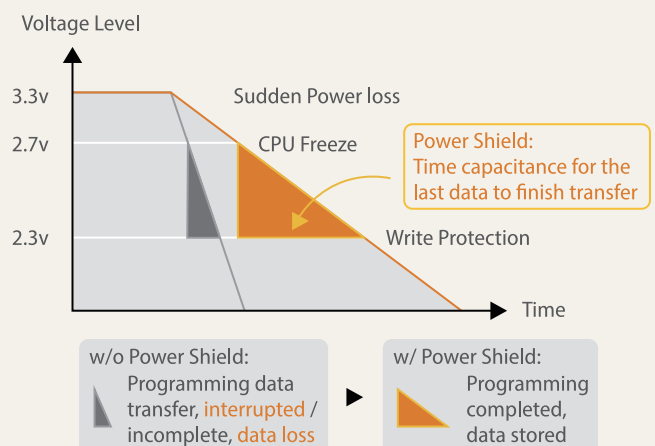 Voltage Level
3.3v
Sudden Power loss
2.7v
CPU Freeze
Power Shield:
Time capacitance for the
last data to finish transfer
2.3v
Write Protection
Time
w/o Power Shield:
Programming data
transfer, interrupted /
incomplete, data loss
w/ Power Shield:
Programming
completed,
data stored